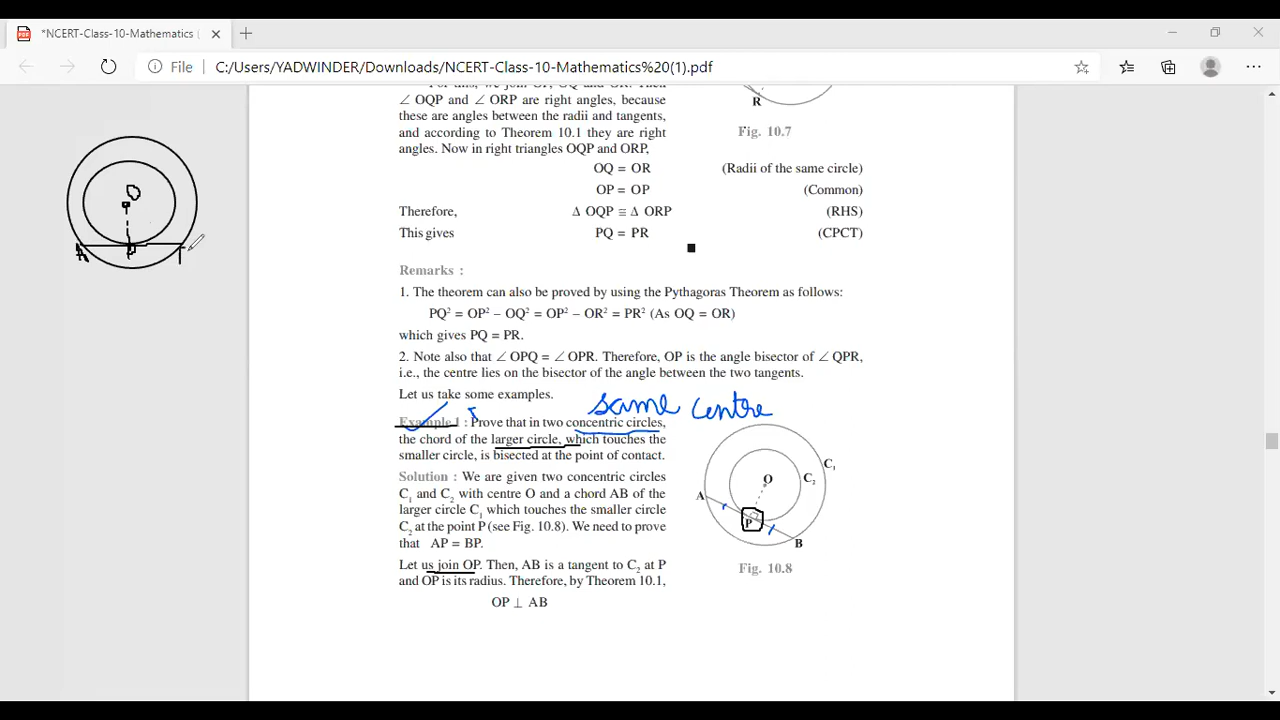 *NCERT-Class-10-Mathematics (
File C:/Users/YADWINDER/Downloads/NCERT-Class-10-Mathematics%20(1).pdf
∠ OQP and ∠ ORP are right angles, because
these are angles between the radii and tangents,
and according to Theorem 10.1 they are right
angles. Now in right triangles OQP and ORP,
R
Fig. 10.7
OQ = OR (Radii of the same circle)
OP = OP (Common)
Therefore, Δ OQP ≅ Δ ORP (RHS)
This gives PQ = PR (CPCT)
O
A P
Remarks :
1. The theorem can also be proved by using the Pythagoras Theorem as follows:
PQ² = OP² – OQ² = OP² – OR² = PR² (As OQ = OR)
which gives PQ = PR.
2. Note also that ∠ OPQ = ∠ OPR. Therefore, OP is the angle bisector of ∠ QPR,
i.e., the centre lies on the bisector of the angle between the two tangents.
Let us take some examples.
same centre
Example 1 : Prove that in two concentric circles,
the chord of the larger circle, which touches the
smaller circle, is bisected at the point of contact.
Solution : We are given two concentric circles
C₁ and C₂ with centre O and a chord AB of the
larger circle C₁ which touches the smaller circle
C₂ at the point P (see Fig. 10.8). We need to prove
that AP = BP.
Let us join OP. Then, AB is a tangent to C₂ at P
and OP is its radius. Therefore, by Theorem 10.1,
OP ⊥ AB
C₁
O C₂
A
P
B
Fig. 10.8